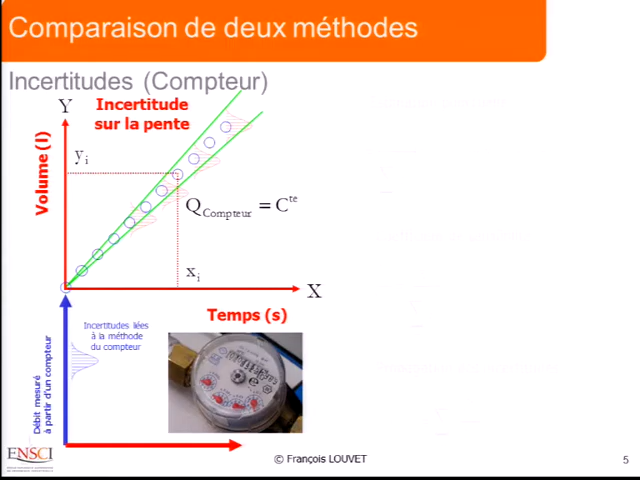 Comparaison de deux méthodes
Incertitudes (Compteur)
Y
Incertitude
sur la pente
Volume (l)
yi
QCompteur = Cte
xi
X
Temps (s)
Incertitudes liées
à la méthode
du compteur
Débit mesuré
à partir d'un compteur
ENSCI
© François LOUVET
5